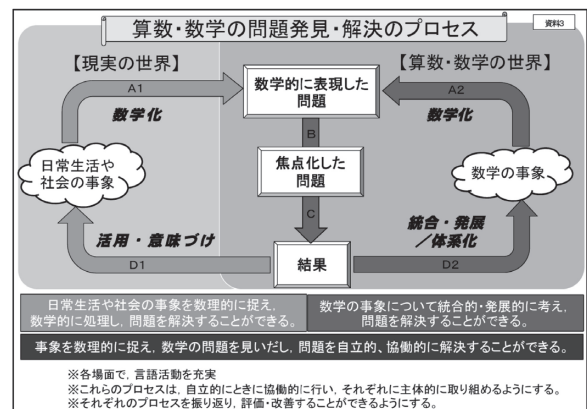 算数・数学の問題発見・解決のプロセス
資料3
【現実の世界】
【算数・数学の世界】
A1
数学化
数学的に表現した
問題
A2
数学化
B
日常生活や
社会の事象
焦点化した
問題
数学の事象
C
活用・意味づけ
D1
結果
統合・発展
/体系化
D2
日常生活や社会の事象を数理的に捉え,
数学的に処理し, 問題を解決することができる。
数学の事象について統合的・発展的に考え,
問題を解決することができる。
事象を数理的に捉え, 数学の問題を見いだし, 問題を自立的、協働的に解決することができる。
※各場面で, 言語活動を充実
※これらのプロセスは, 自立的にときに協働的に行い, それぞれに主体的に取り組めるようにする。
※それぞれのプロセスを振り返り, 評価・改善することができるようにする。